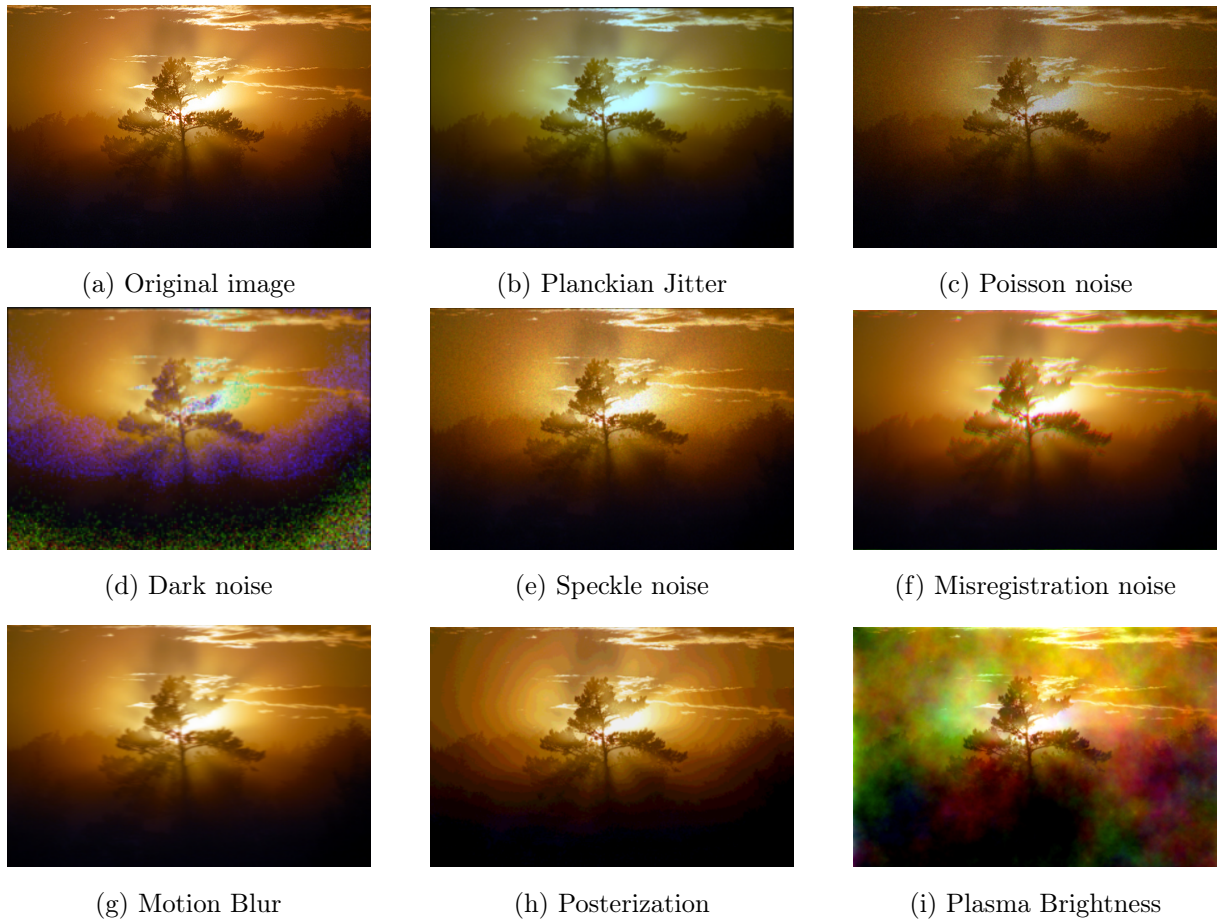 (a) Original image
(b) Planckian Jitter
(c) Poisson noise
(d) Dark noise
(e) Speckle noise
(f) Misregistration noise
(g) Motion Blur
(h) Posterization
(i) Plasma Brightness